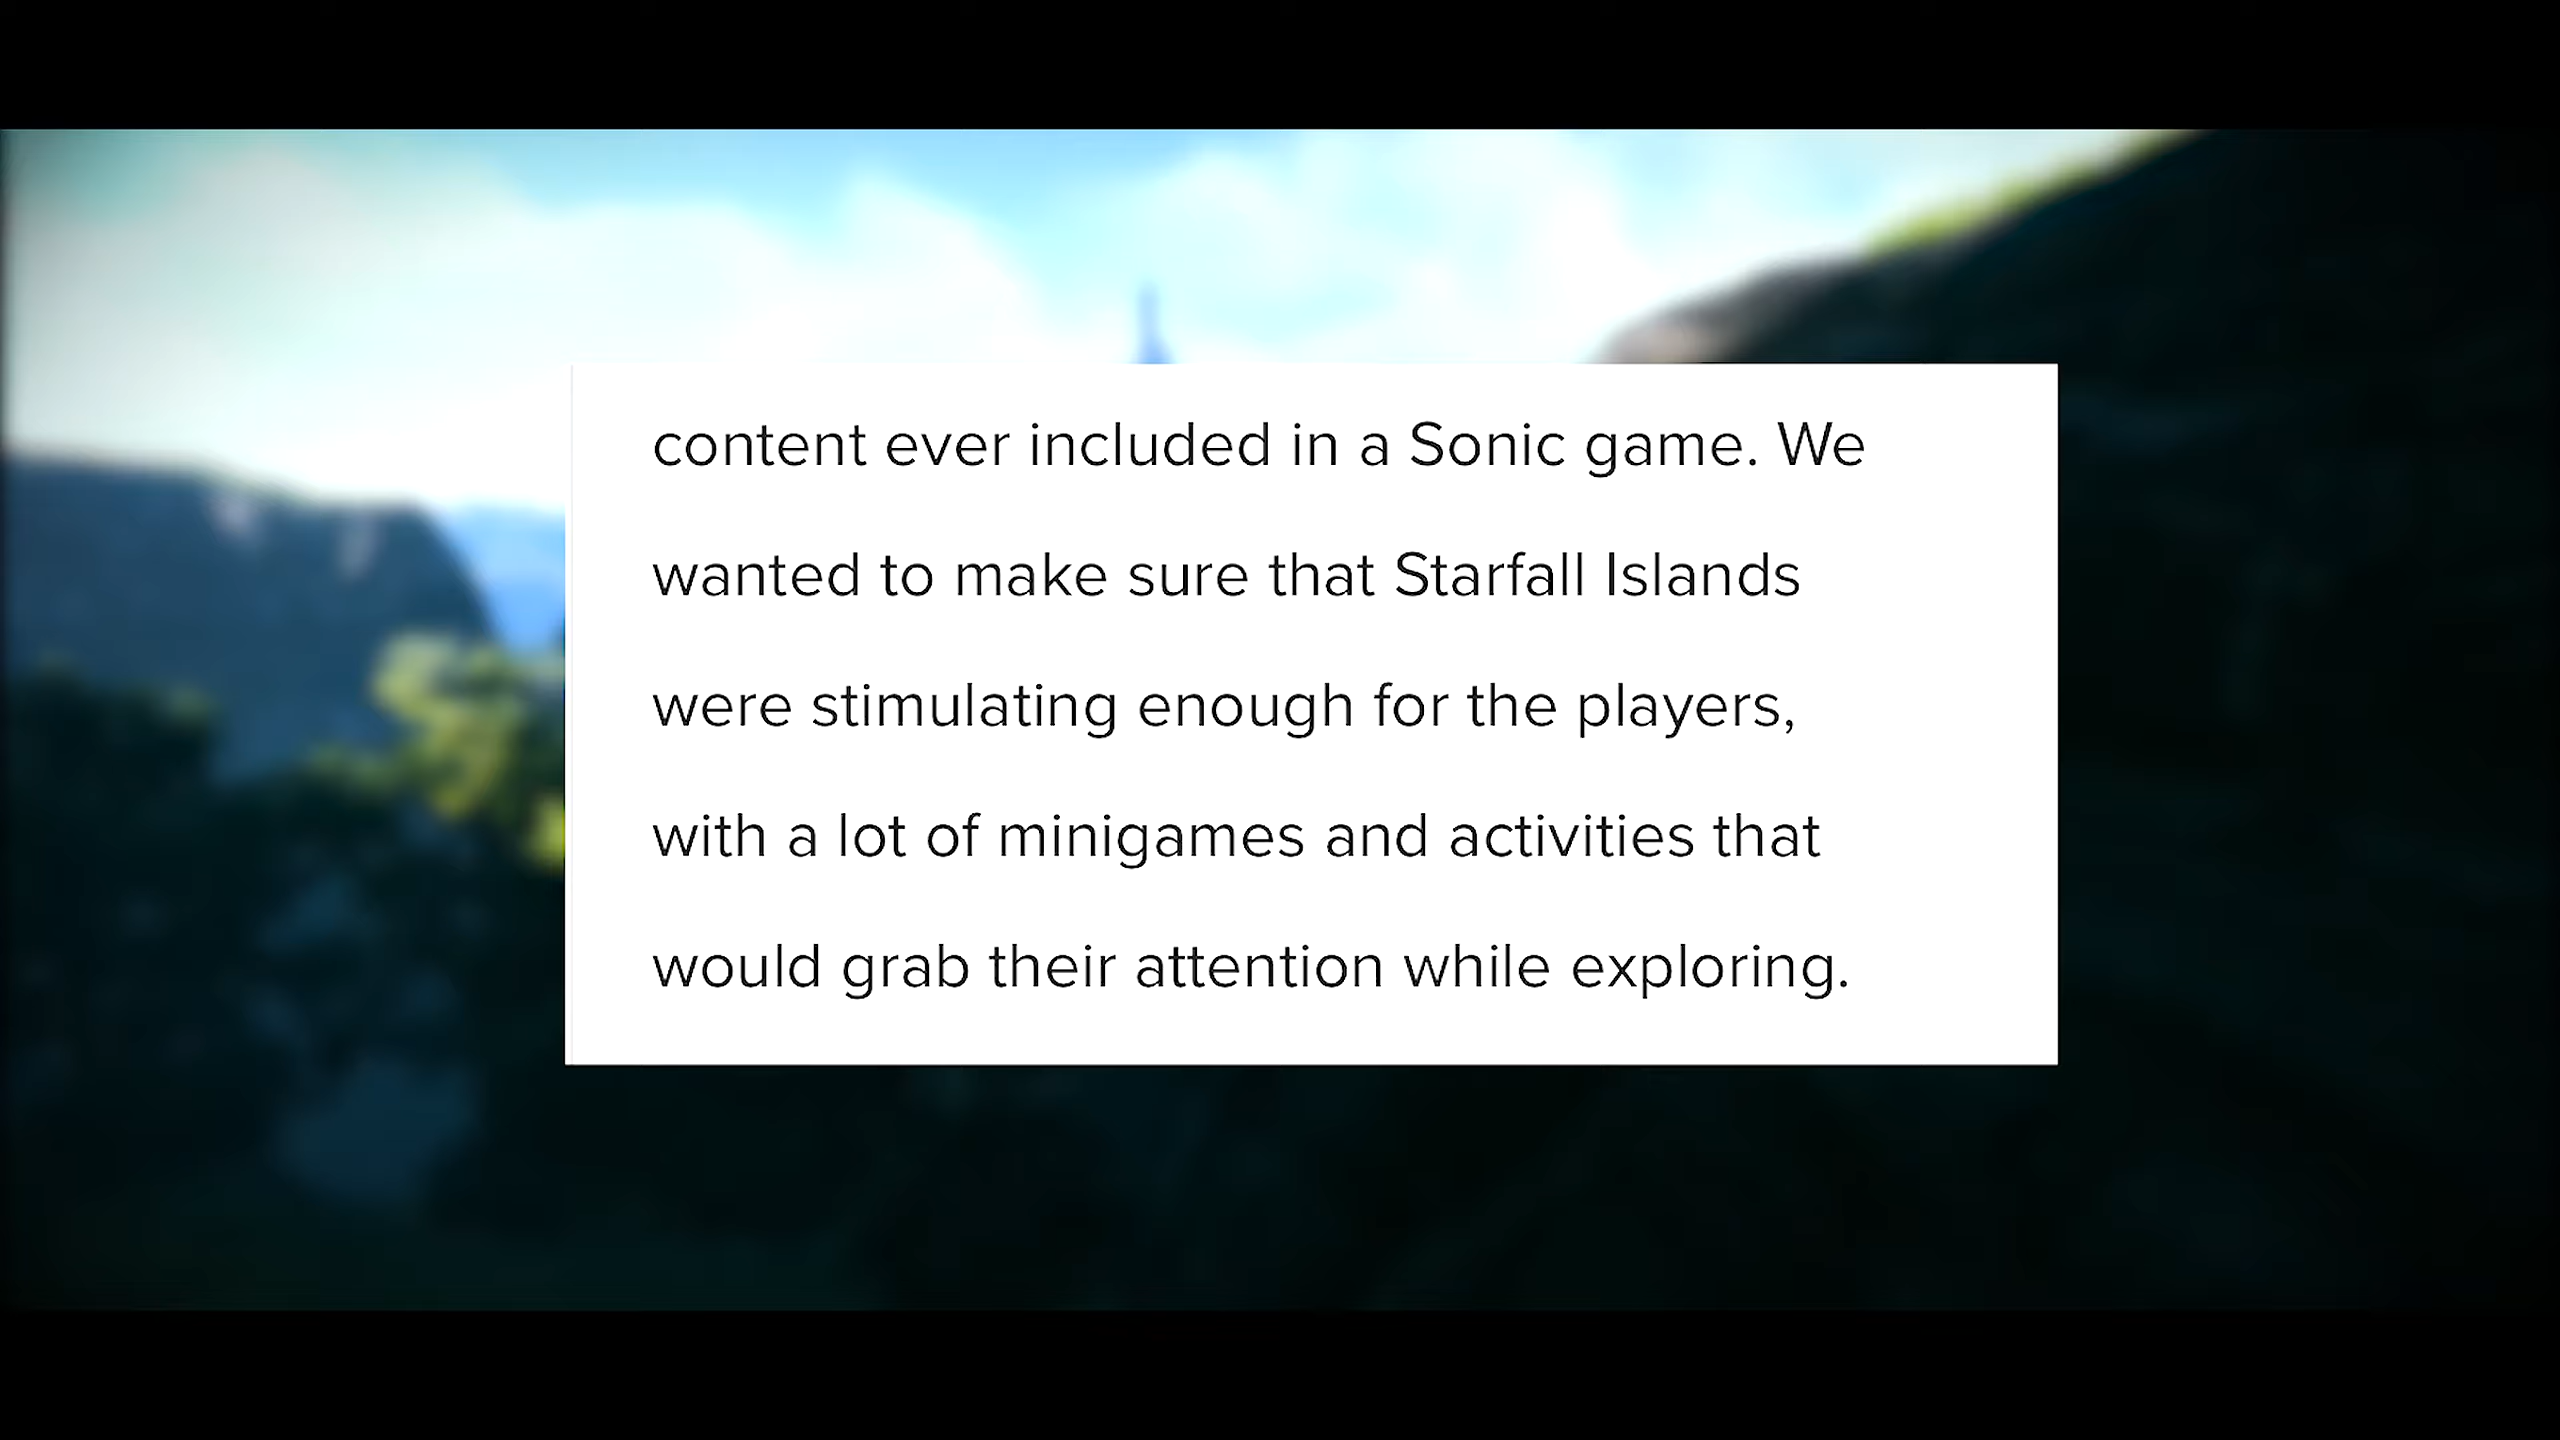 content ever included in a Sonic game. We
wanted to make sure that Starfall Islands
were stimulating enough for the players,
with a lot of minigames and activities that
would grab their attention while exploring.